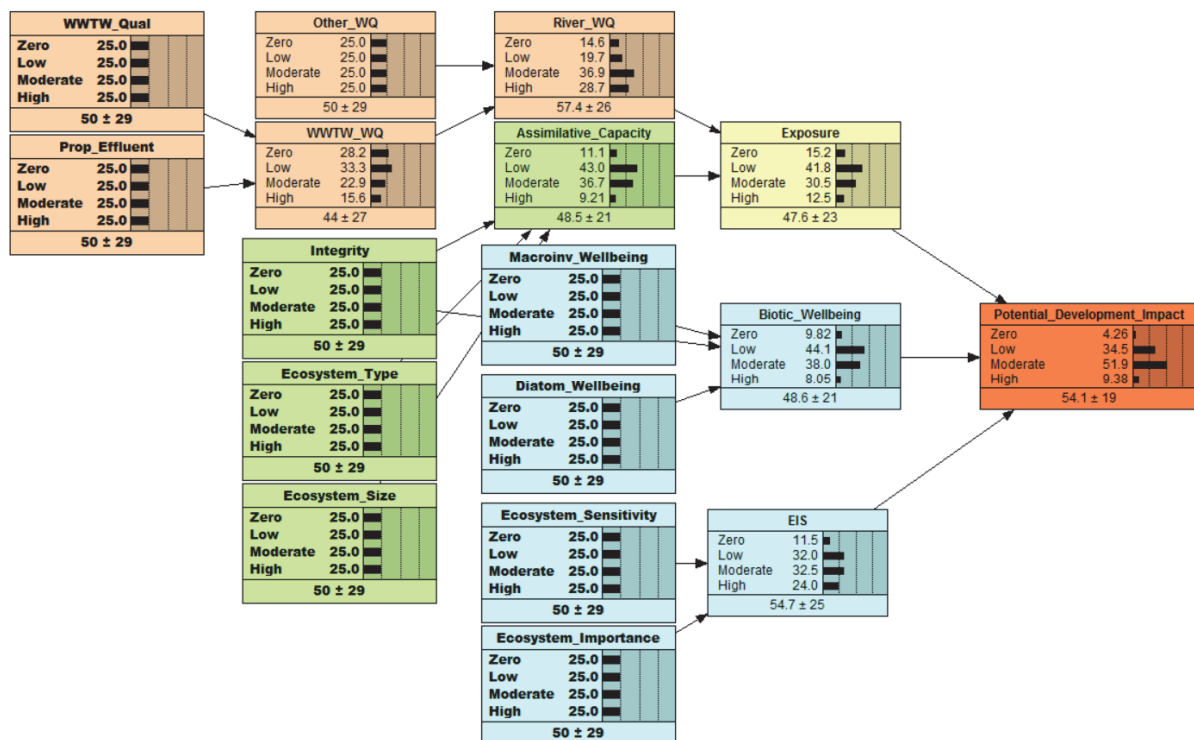 WWTW_Qual
Zero 25.0
Low 25.0
Moderate 25.0
High 25.0
50 ± 29
Prop_Effluent
Zero 25.0
Low 25.0
Moderate 25.0
High 25.0
50 ± 29
Other_WQ
Zero 25.0
Low 25.0
Moderate 25.0
High 25.0
50 ± 29
WWTW_WQ
Zero 28.2
Low 33.3
Moderate 22.9
High 15.6
44 ± 27
River_WQ
Zero 14.6
Low 19.7
Moderate 36.9
High 28.7
57.4 ± 26
Assimilative_Capacity
Zero 11.1
Low 43.0
Moderate 36.7
High 9.21
48.5 ± 21
Exposure
Zero 15.2
Low 41.8
Moderate 30.5
High 12.5
47.6 ± 23
Integrity
Zero 25.0
Low 25.0
Moderate 25.0
High 25.0
50 ± 29
Ecosystem_Type
Zero 25.0
Low 25.0
Moderate 25.0
High 25.0
50 ± 29
Ecosystem_Size
Zero 25.0
Low 25.0
Moderate 25.0
High 25.0
50 ± 29
Macroinv_Wellbeing
Zero 25.0
Low 25.0
Moderate 25.0
High 25.0
50 ± 29
Diatom_Wellbeing
Zero 25.0
Low 25.0
Moderate 25.0
High 25.0
50 ± 29
Biotic_Wellbeing
Zero 9.82
Low 44.1
Moderate 38.0
High 8.05
48.6 ± 21
Potential_Development_Impact
Zero 4.26
Low 34.5
Moderate 51.9
High 9.38
54.1 ± 19
Ecosystem_Sensitivity
Zero 25.0
Low 25.0
Moderate 25.0
High 25.0
50 ± 29
EIS
Zero 11.5
Low 32.0
Moderate 32.5
High 24.0
54.7 ± 25
Ecosystem_Importance
Zero 25.0
Low 25.0
Moderate 25.0
High 25.0
50 ± 29